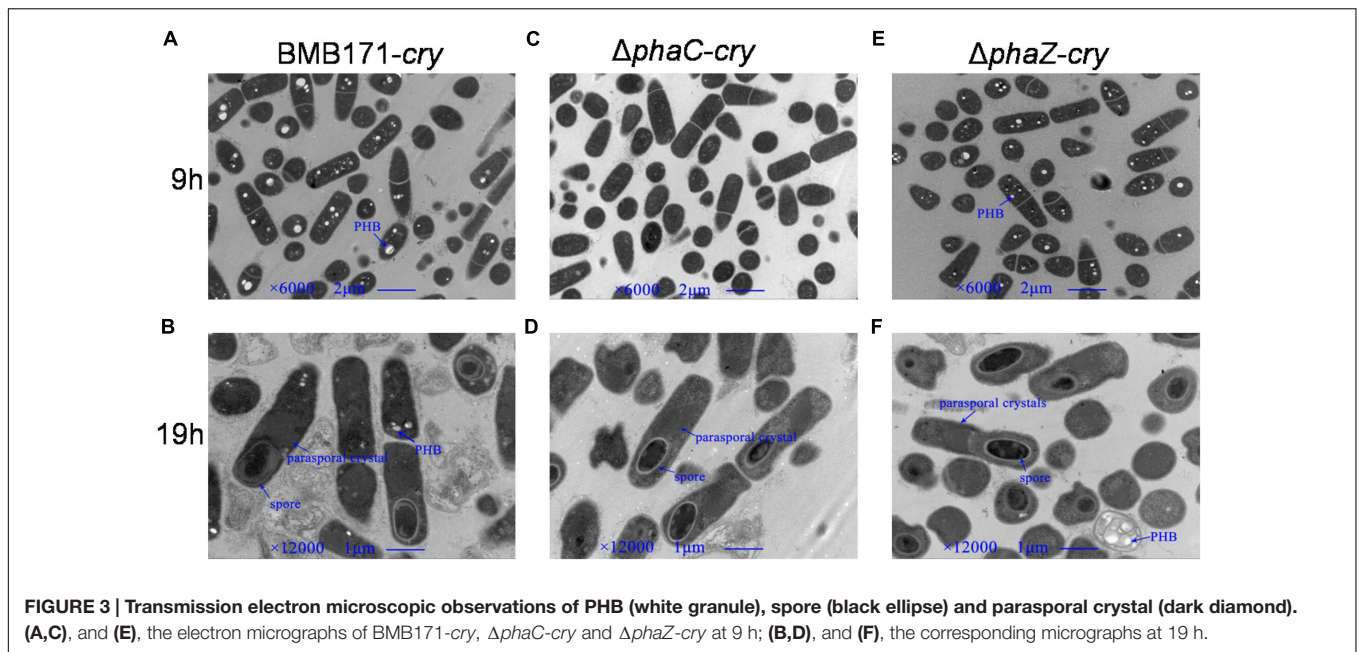 A
BMB171-cry
C
ΔphaC-cry
E
ΔphaZ-cry
9h
PHB
×6000 2μm
×6000 2μm
PHB
×6000 2μm
B
D
F
19h
parasporal crystal
PHB
spore
×12000 1μm
parasporal crystal
spore
×12000 1μm
parasporal crystals
spore
PHB
×12000 1μm
FIGURE 3 | Transmission electron microscopic observations of PHB (white granule), spore (black ellipse) and parasporal crystal (dark diamond).
(A,C), and (E), the electron micrographs of BMB171-cry, ΔphaC-cry and ΔphaZ-cry at 9 h; (B,D), and (F), the corresponding micrographs at 19 h.